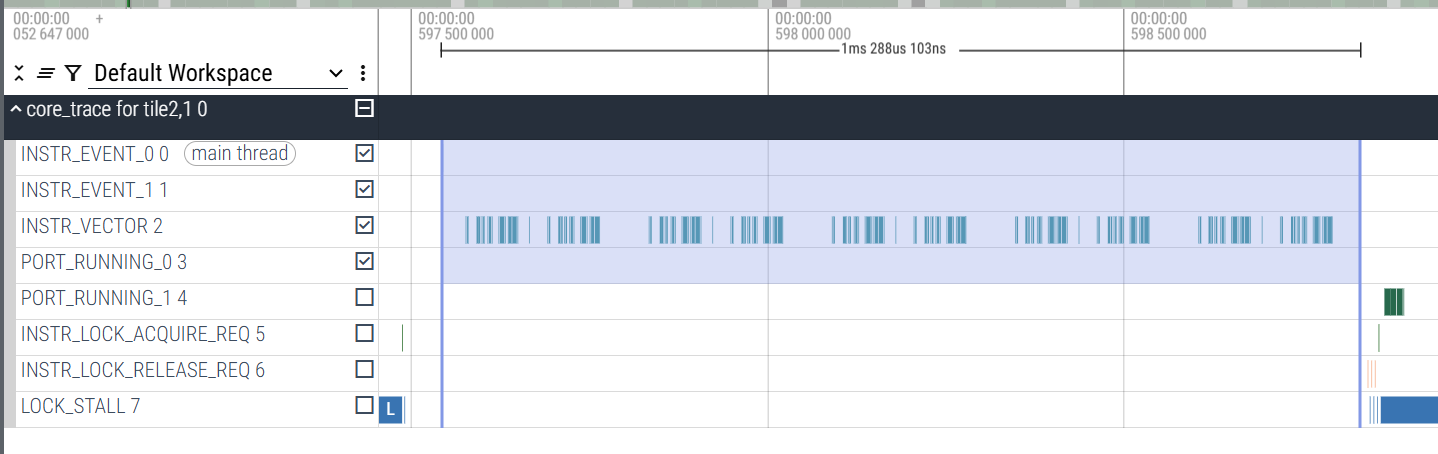 00:00:00 +
052 647 000
00:00:00
597 500 000
00:00:00
598 000 000
00:00:00
598 500 000
1ms 288us 103ns
Default Workspace
core_trace for tile2,1 0
INSTR_EVENT_0 0 main thread
INSTR_EVENT_1 1
INSTR_VECTOR 2
PORT_RUNNING_0 3
PORT_RUNNING_1 4
INSTR_LOCK_ACQUIRE_REQ 5
INSTR_LOCK_RELEASE_REQ 6
LOCK_STALL 7
L